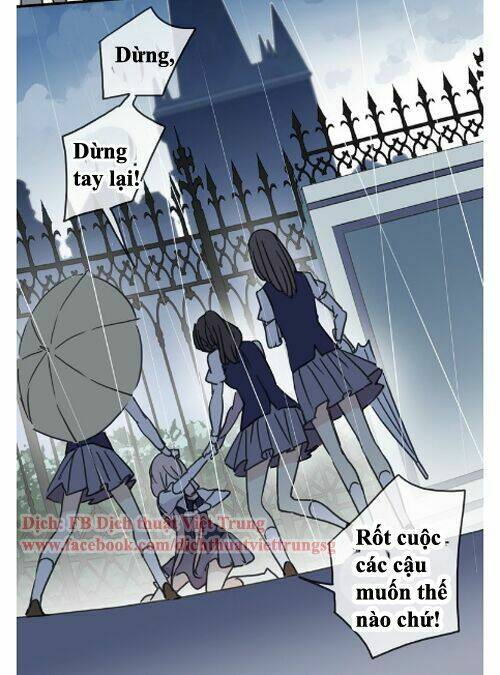 Dừng,
Dừng
tay lại!
Dịch: FB Dịch thuật Việt Trung
www.facebook.com/dichthuatviettrungsg
Rốt cuộc
các cậu
muốn thế
nào chứ!